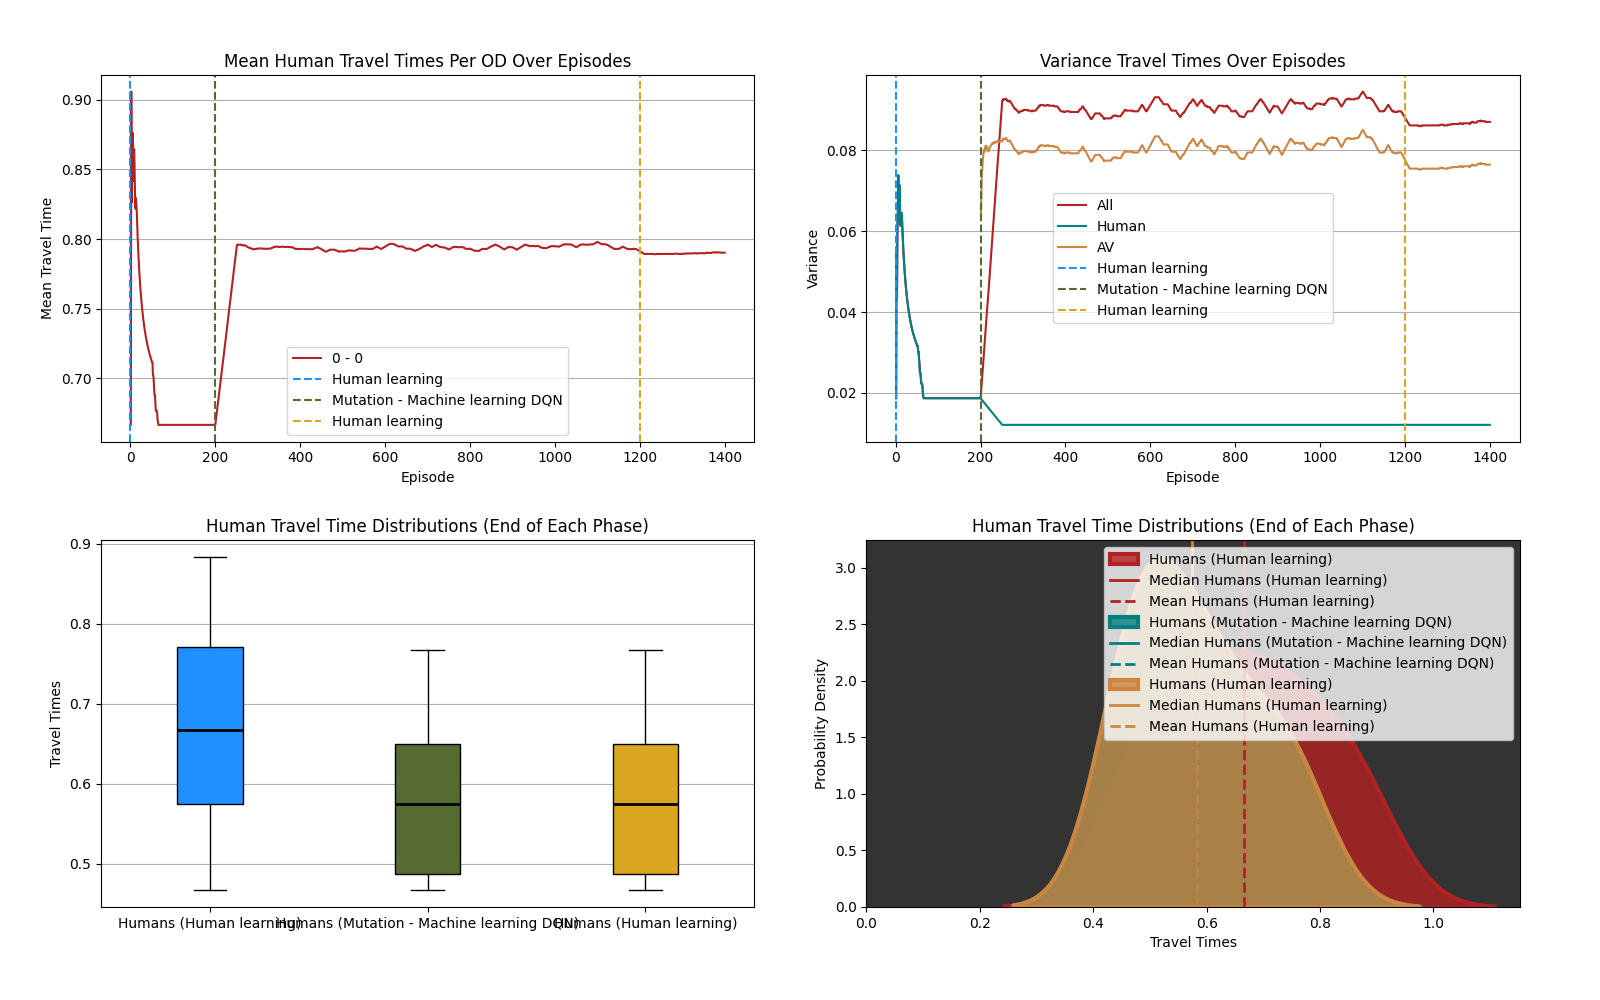 Mean Human Travel Times Per OD Over Episodes
Mean Travel Time
0.90
0.85
0.80
0.75
0.70
0 - 0
Human learning
Mutation - Machine learning DQN
Human learning
0 200 400 600 800 1000 1200 1400
Episode
Variance Travel Times Over Episodes
Variance
0.08
0.06
0.04
0.02
All
Human
AV
Human learning
Mutation - Machine learning DQN
Human learning
0 200 400 600 800 1000 1200 1400
Episode
Human Travel Time Distributions (End of Each Phase)
Travel Times
0.9
0.8
0.7
0.6
0.5
Humans (Human learning) Humans (Mutation - Machine learning DQN) Humans (Human learning)
Human Travel Time Distributions (End of Each Phase)
Probability Density
3.0
2.5
2.0
1.5
1.0
0.5
0.0
Humans (Human learning)
Median Humans (Human learning)
Mean Humans (Human learning)
Humans (Mutation - Machine learning DQN)
Median Humans (Mutation - Machine learning DQN)
Mean Humans (Mutation - Machine learning DQN)
Humans (Human learning)
Median Humans (Human learning)
Mean Humans (Human learning)
0.0 0.2 0.4 0.6 0.8 1.0
Travel Times